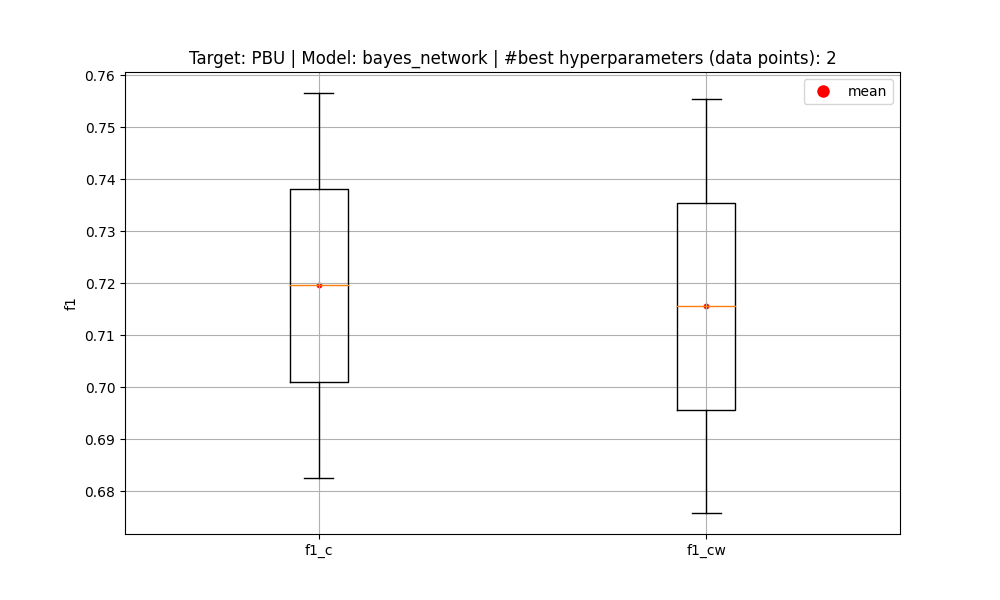 Target: PBU | Model: bayes_network | #best hyperparameters (data points): 2
mean
0.76
0.75
0.74
0.73
0.72
0.71
0.70
0.69
0.68
f1
f1_c
f1_cw